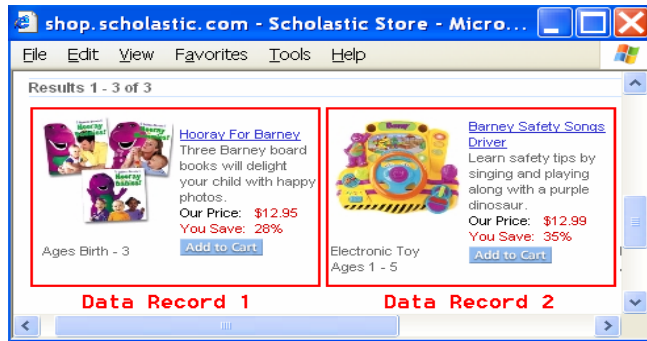 shop.scholastic.com - Scholastic Store - Micro...
File Edit View Favorites Tools Help
Results 1 - 3 of 3
Hooray For Barney
Three Barney board
books will delight
your child with happy
photos.
Our Price: $12.95
You Save: 28%
Add to Cart
Ages Birth - 3
Barney Safety Songs
Driver
Learn safety tips by
singing and playing
along with a purple
dinosaur.
Our Price: $12.99
You Save: 35%
Add to Cart
Electronic Toy
Ages 1 - 5
Data Record 1
Data Record 2